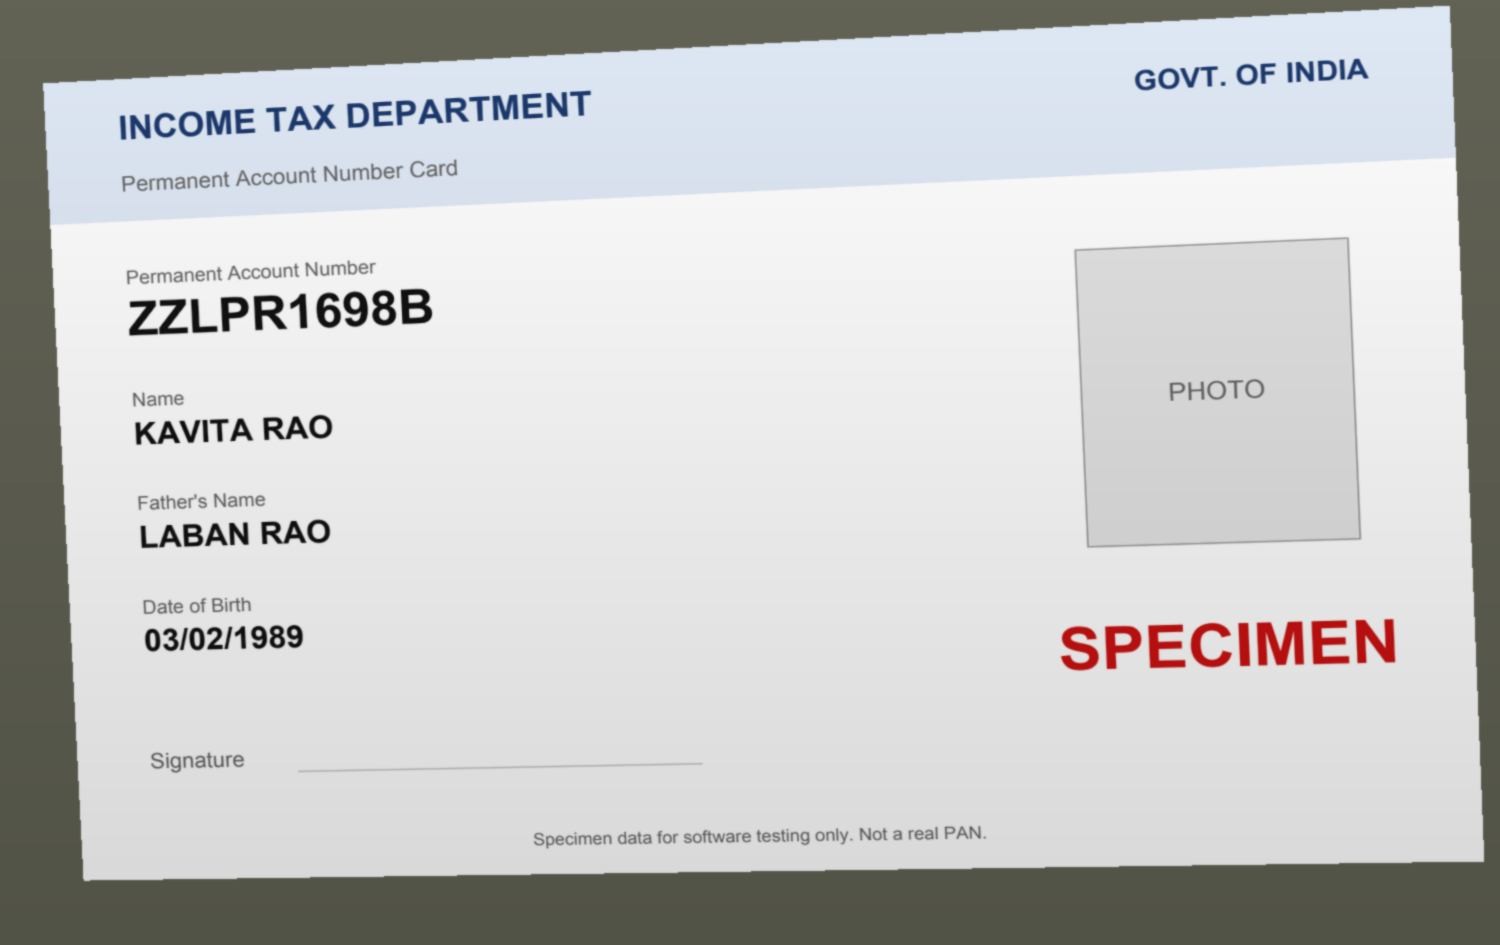 INCOME TAX DEPARTMENT
GOVT. OF INDIA
Permanent Account Number Card
Permanent Account Number
ZZLPR1698B
Name
KAVITA RAO
PHOTO
Father's Name
LABAN RAO
Date of Birth
03/02/1989
SPECIMEN
Signature
Specimen data for software testing only. Not a real PAN.